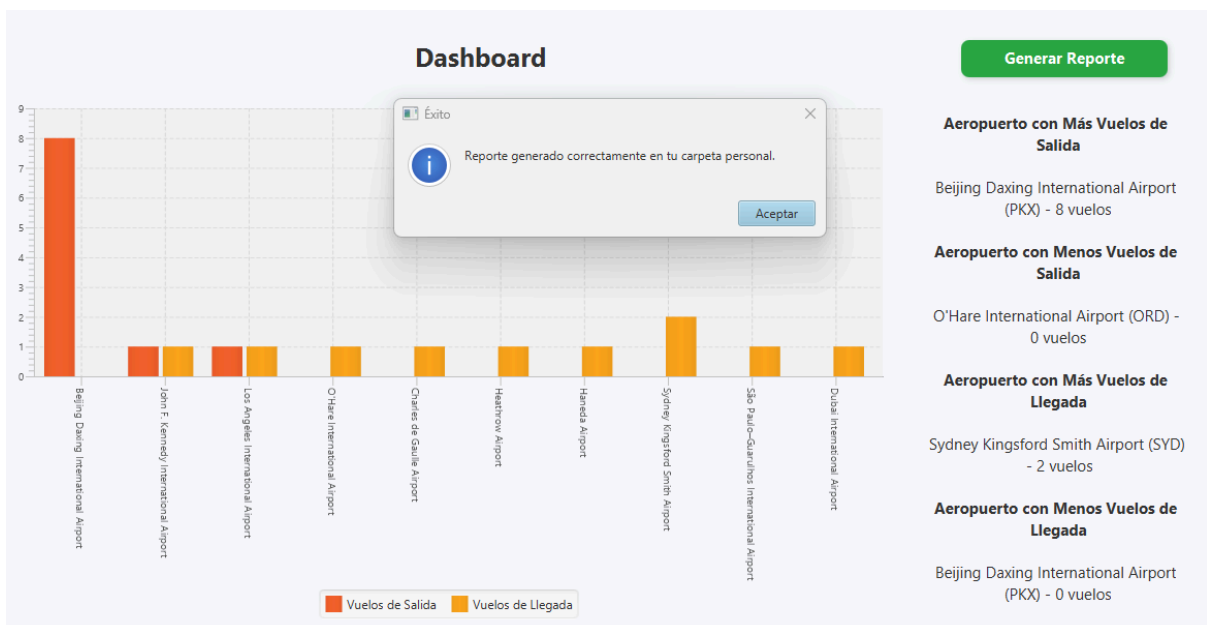 Dashboard
Generar Reporte
Éxito
Reporte generado correctamente en tu carpeta personal.
Aceptar
9
8
7
6
5
4
3
2
1
0
Beijing Daxing International Airport
John F. Kennedy International Airport
Los Angeles International Airport
O'Hare International Airport
Charles de Gaulle Airport
Heathrow Airport
Haneda Airport
Sydney Kingsford Smith Airport
São Paulo–Guarulhos International Airport
Dubai International Airport
Vuelos de Salida
Vuelos de Llegada
Aeropuerto con Más Vuelos de
Salida
Beijing Daxing International Airport
(PKX) - 8 vuelos
Aeropuerto con Menos Vuelos de
Salida
O'Hare International Airport (ORD) -
0 vuelos
Aeropuerto con Más Vuelos de
Llegada
Sydney Kingsford Smith Airport (SYD)
- 2 vuelos
Aeropuerto con Menos Vuelos de
Llegada
Beijing Daxing International Airport
(PKX) - 0 vuelos